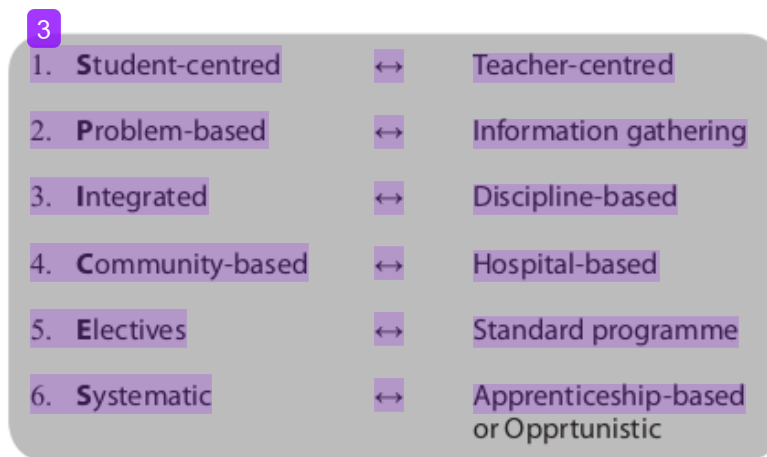 3
1. Student-centred ↔ Teacher-centred
2. Problem-based ↔ Information gathering
3. Integrated ↔ Discipline-based
4. Community-based ↔ Hospital-based
5. Electives ↔ Standard programme
6. Systematic ↔ Apprenticeship-based
or Opprtunistic